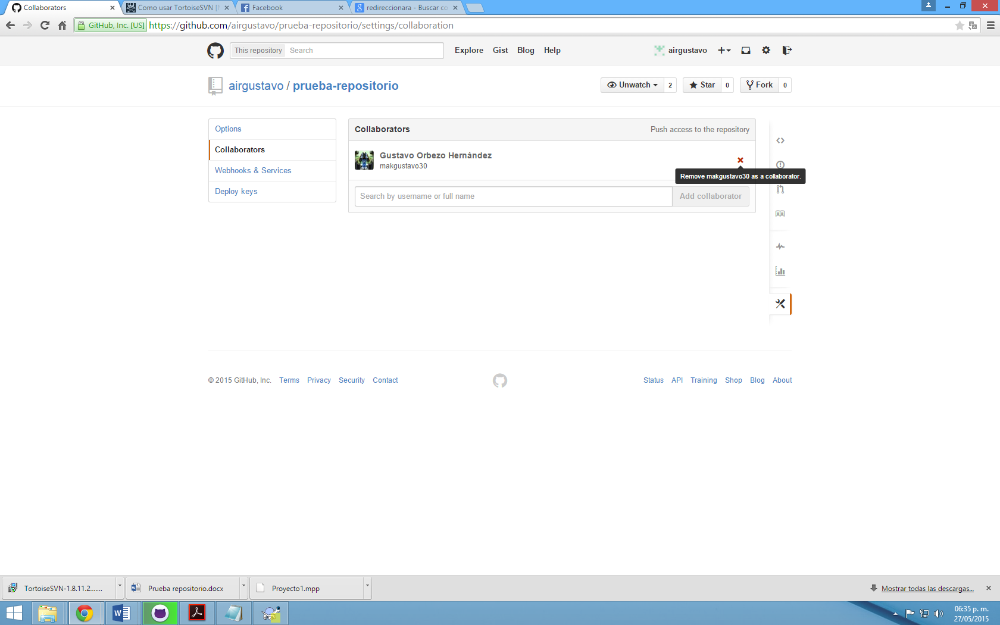 Collaborators
Como usar TortoiseSVN [
Facebook
redireccionara - Buscar co
GitHub, Inc. [US]
https://github.com/airgustavo/prueba-repositorio/settings/collaboration
This repository
Search
Explore
Gist
Blog
Help
airgustavo
airgustavo / prueba-repositorio
Unwatch
2
Star
0
Fork
0
Options
Collaborators
Webhooks & Services
Deploy keys
Collaborators
Push access to the repository
Gustavo Orbezo Hernández
makgustavo30
Remove makgustavo30 as a collaborator.
Search by username or full name
Add collaborator
© 2015 GitHub, Inc.
Terms
Privacy
Security
Contact
Status
API
Training
Shop
Blog
About
TortoiseSVN-1.8.11.2......
Prueba repositorio.docx
Proyecto1.mpp
Mostrar todas las descargas...
06:35 p. m.
27/05/2015